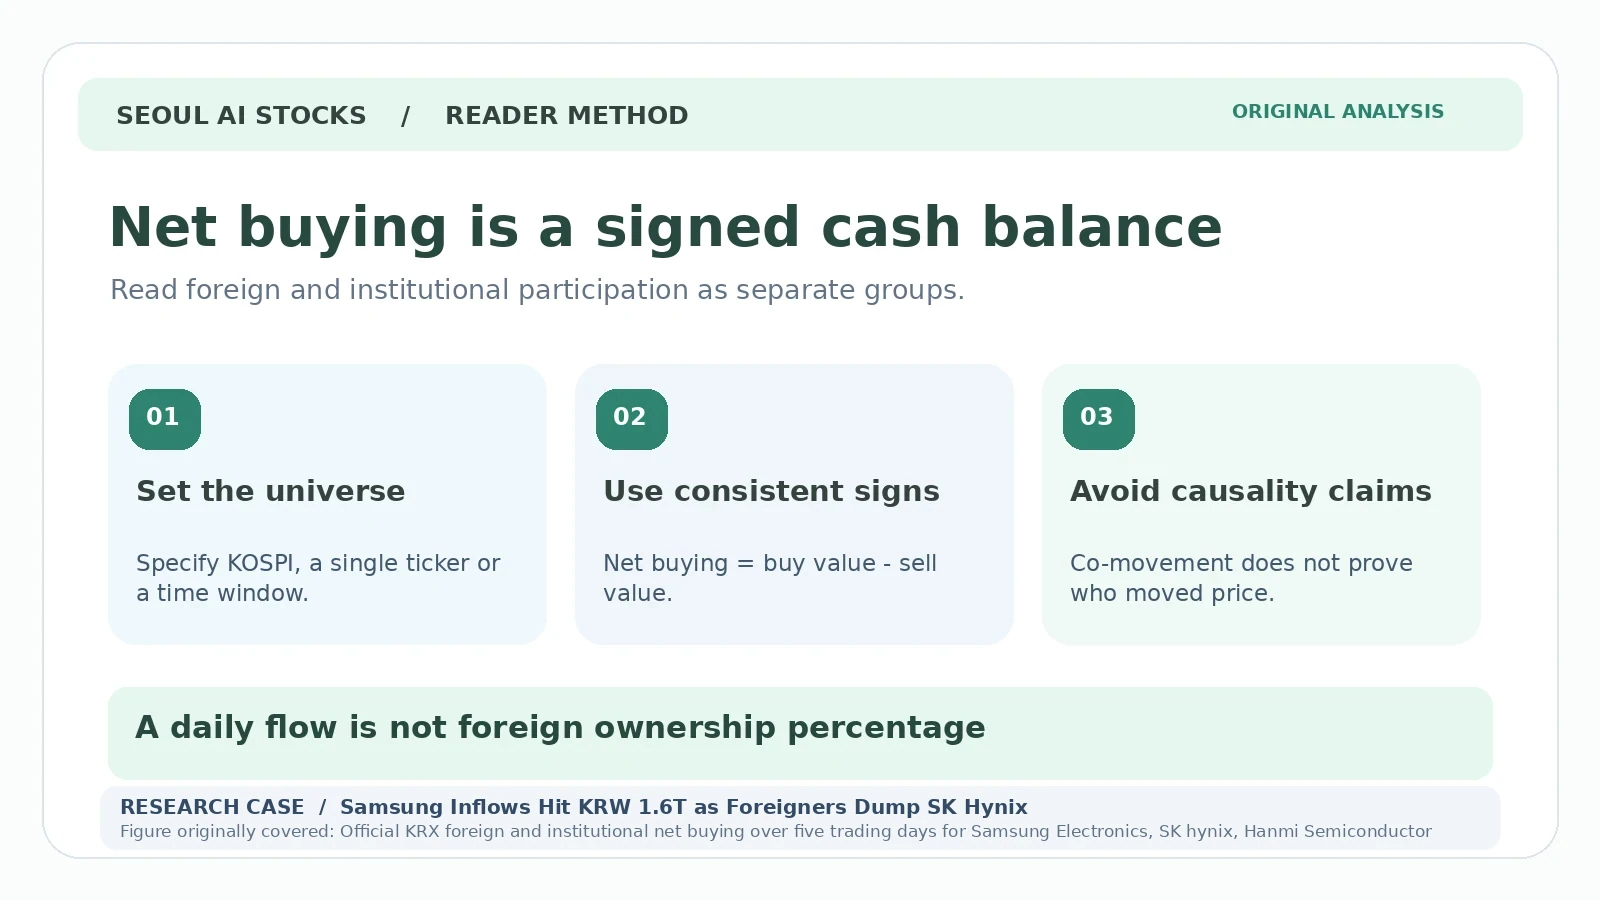 SEOUL AI STOCKS / READER METHOD
ORIGINAL ANALYSIS
Net buying is a signed cash balance
Read foreign and institutional participation as separate groups.
01
Set the universe
Specify KOSPI, a single ticker or
a time window.
02
Use consistent signs
Net buying = buy value - sell
value.
03
Avoid causality claims
Co-movement does not prove
who moved price.
A daily flow is not foreign ownership percentage
RESEARCH CASE / Samsung Inflows Hit KRW 1.6T as Foreigners Dump SK Hynix
Figure originally covered: Official KRX foreign and institutional net buying over five trading days for Samsung Electronics, SK hynix, Hanmi Semiconductor